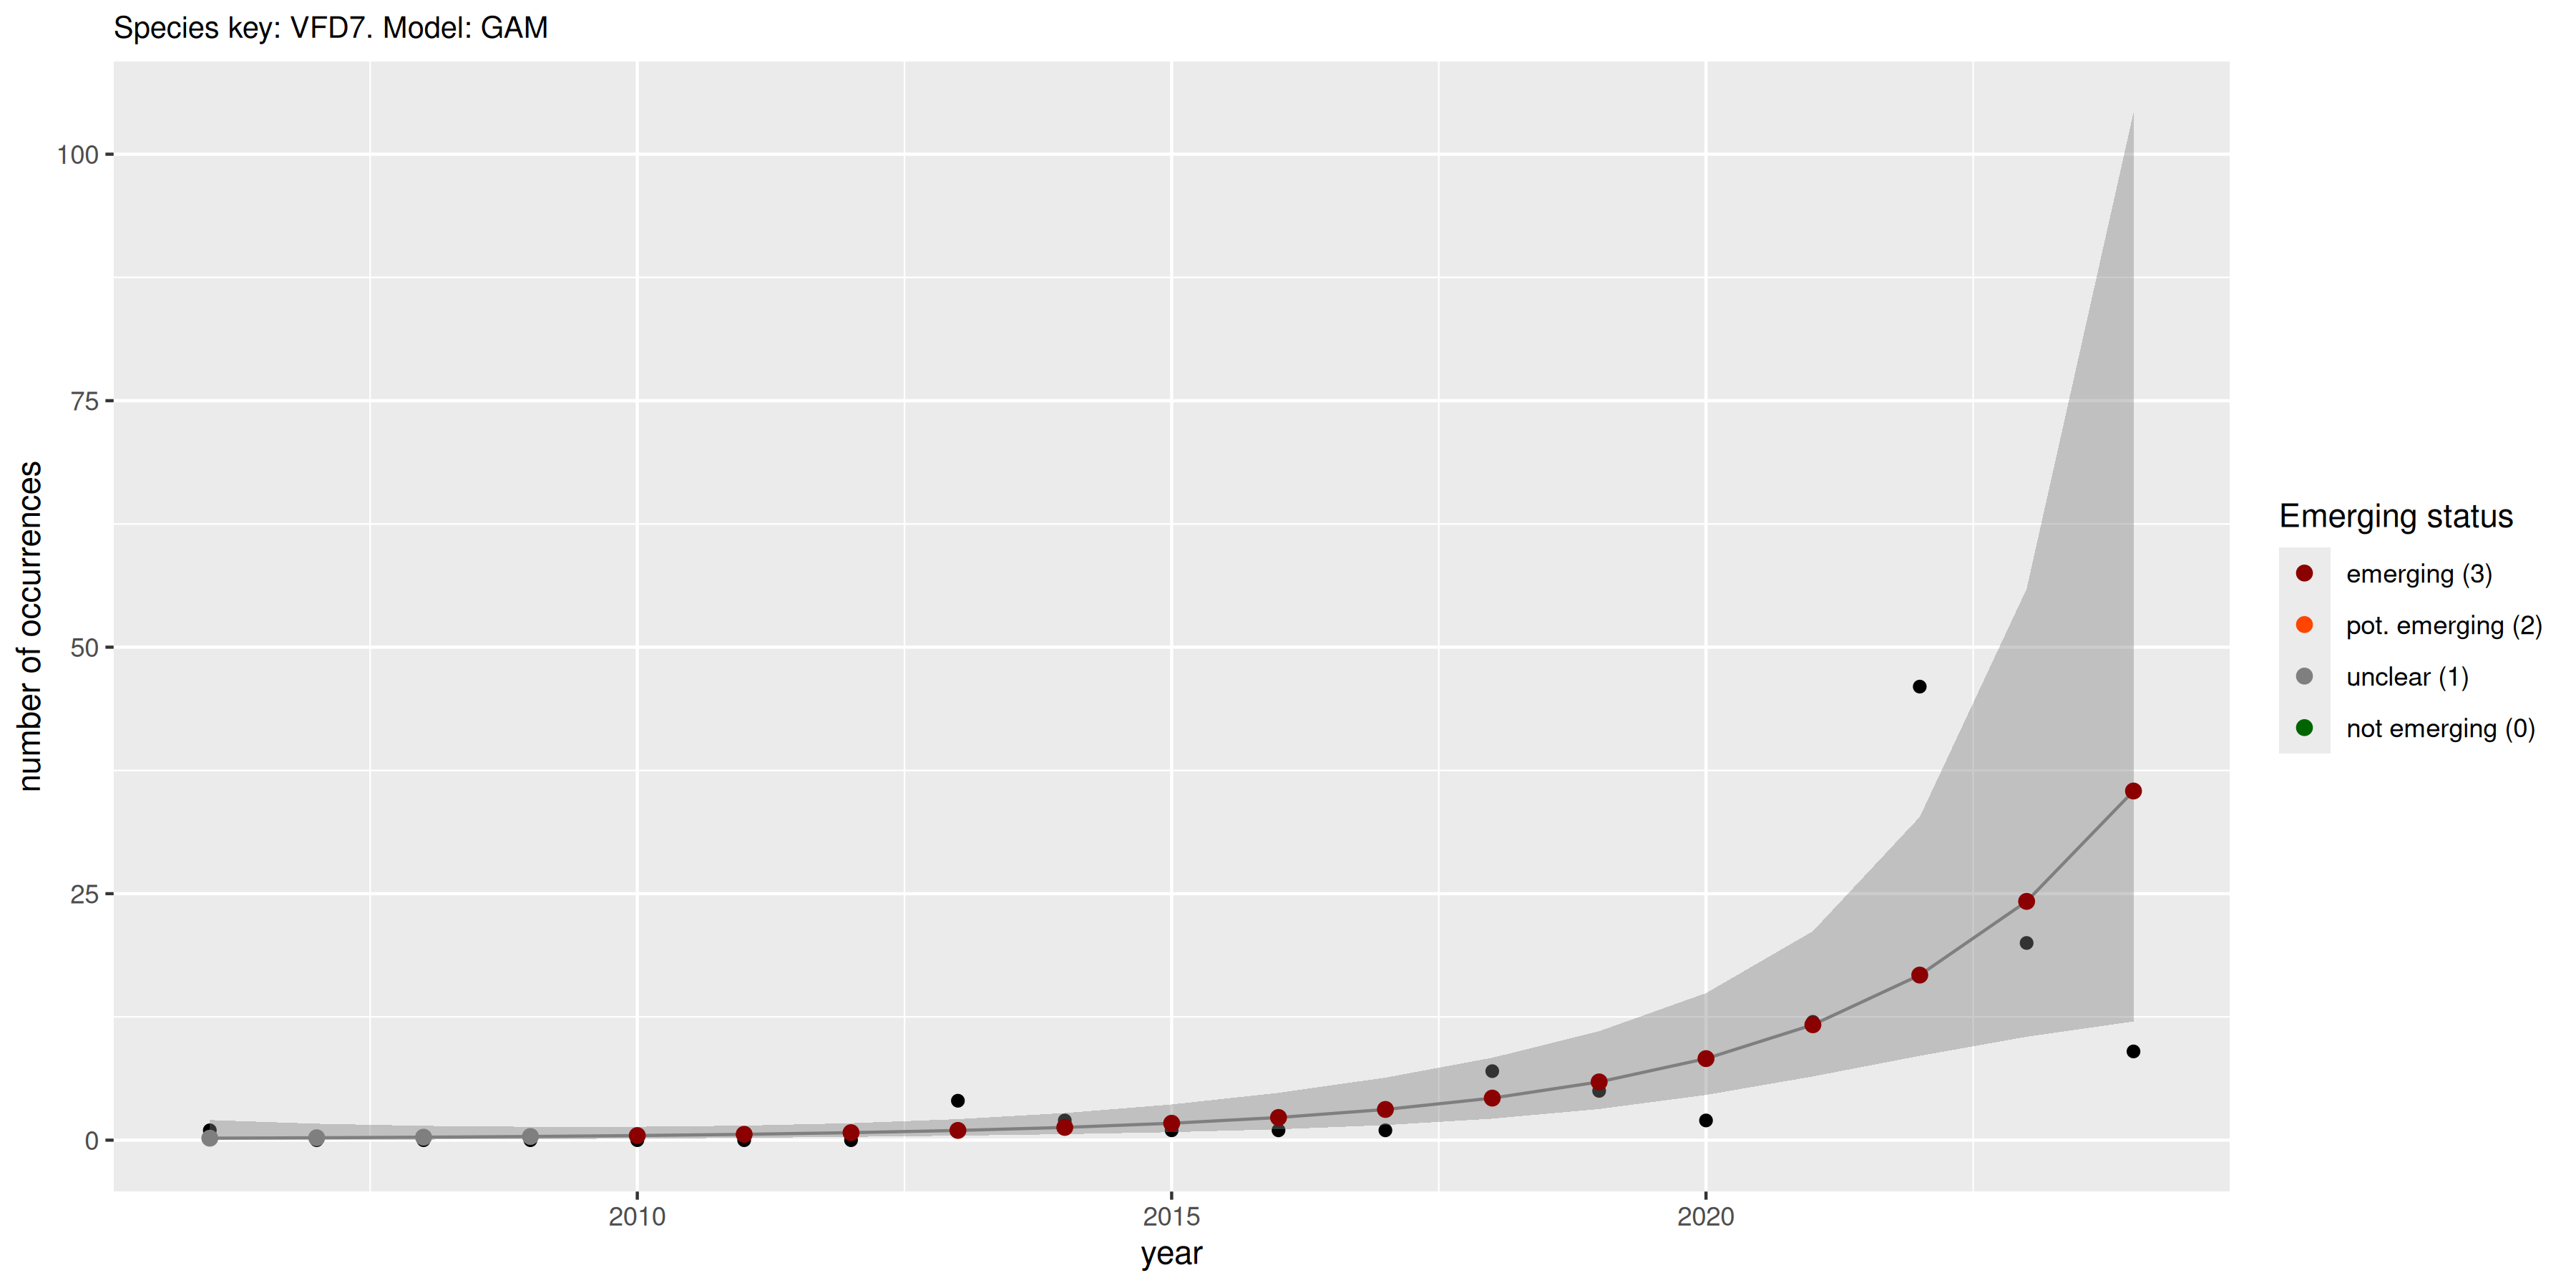 Species key: VFD7. Model: GAM
number of occurrences
100
75
50
25
0
2010 2015 2020
year
Emerging status
emerging (3)
pot. emerging (2)
unclear (1)
not emerging (0)